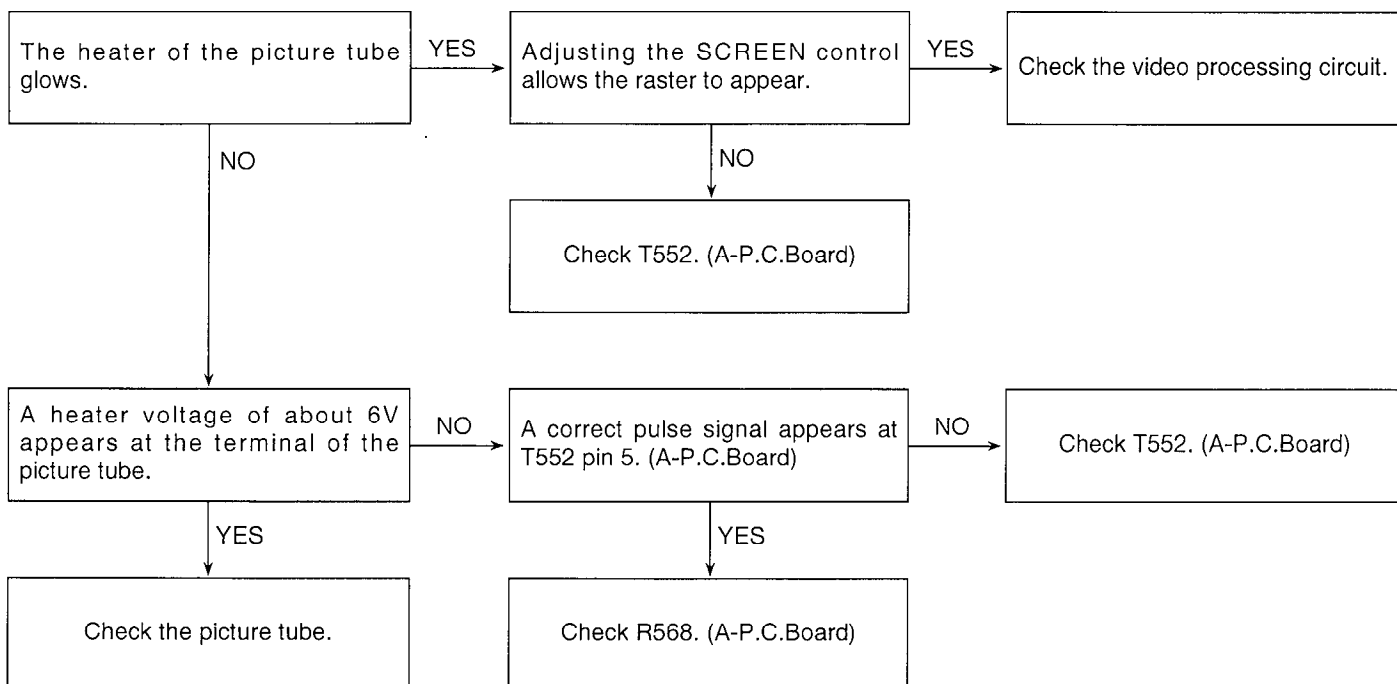 The heater of the picture tube
glows.
YES
Adjusting the SCREEN control
allows the raster to appear.
YES
Check the video processing circuit.
NO
NO
Check T552. (A-P.C.Board)
A heater voltage of about 6V
appears at the terminal of the
picture tube.
NO
A correct pulse signal appears at
T552 pin 5. (A-P.C.Board)
NO
Check T552. (A-P.C.Board)
YES
YES
Check the picture tube.
Check R568. (A-P.C.Board)